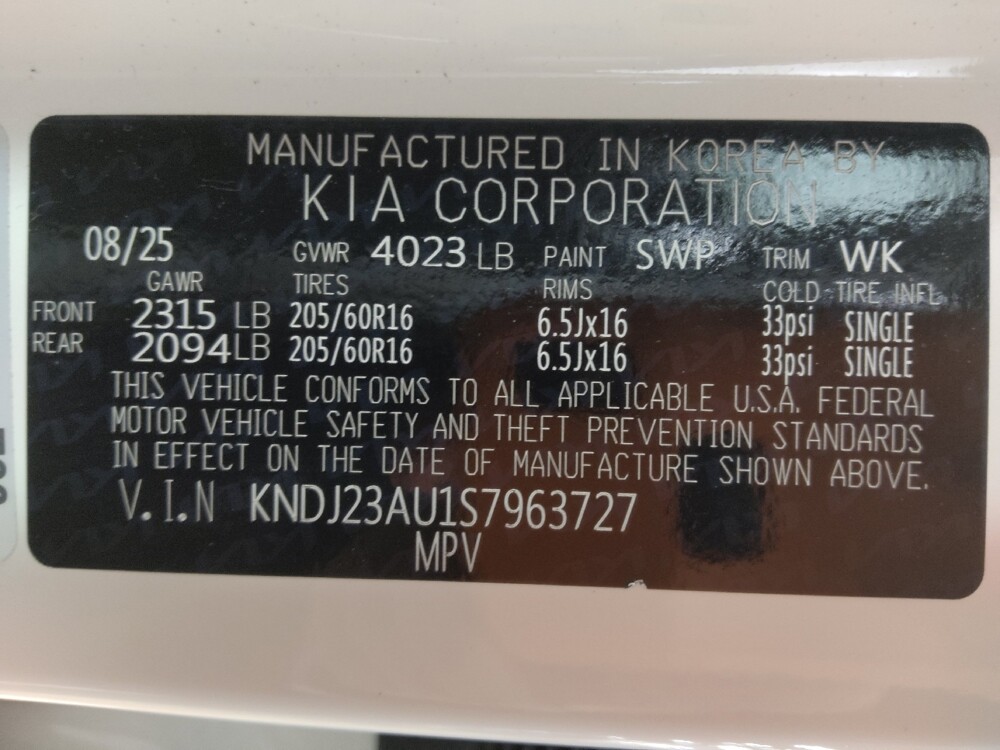 MANUFACTURED IN KOREA BY
KIA CORPORATION
08/25 GVWR 4023 LB PAINT SWP TRIM WK
GAWR TIRES RIMS COLD TIRE INFL
FRONT 2315 LB 205/60R16 6.5Jx16 33psi SINGLE
REAR 2094LB 205/60R16 6.5Jx16 33psi SINGLE
THIS VEHICLE CONFORMS TO ALL APPLICABLE U.S.A. FEDERAL
MOTOR VEHICLE SAFETY AND THEFT PREVENTION STANDARDS
IN EFFECT ON THE DATE OF MANUFACTURE SHOWN ABOVE.
V.I.N KNDJ23AU1S7963727
MPV